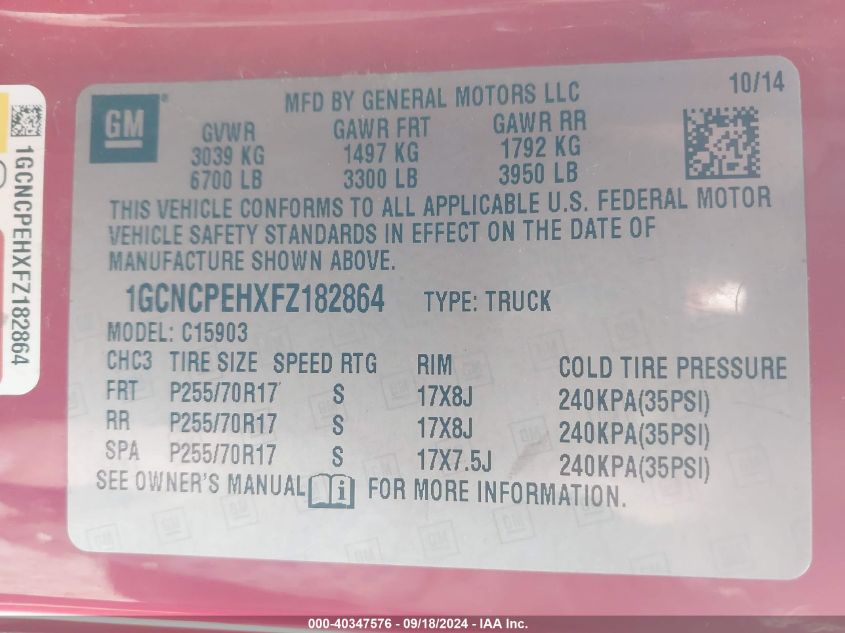 GM
®
MFD BY GENERAL MOTORS LLC
10/14
GVWR GAWR FRT GAWR RR
3039 KG 1497 KG 1792 KG
6700 LB 3300 LB 3950 LB
THIS VEHICLE CONFORMS TO ALL APPLICABLE U.S. FEDERAL MOTOR
VEHICLE SAFETY STANDARDS IN EFFECT ON THE DATE OF
MANUFACTURE SHOWN ABOVE.
1GCNCPEHXFZ182864 TYPE: TRUCK
MODEL: C15903
CHC3 TIRE SIZE SPEED RTG RIM COLD TIRE PRESSURE
FRT P255/70R17 S 17X8J 240KPA(35PSI)
RR P255/70R17 S 17X8J 240KPA(35PSI)
SPA P255/70R17 S 17X7.5J 240KPA(35PSI)
SEE OWNER'S MANUAL i FOR MORE INFORMATION.
1GCNCPEHXFZ182864
000-40347576 - 09/18/2024 - IAA Inc.